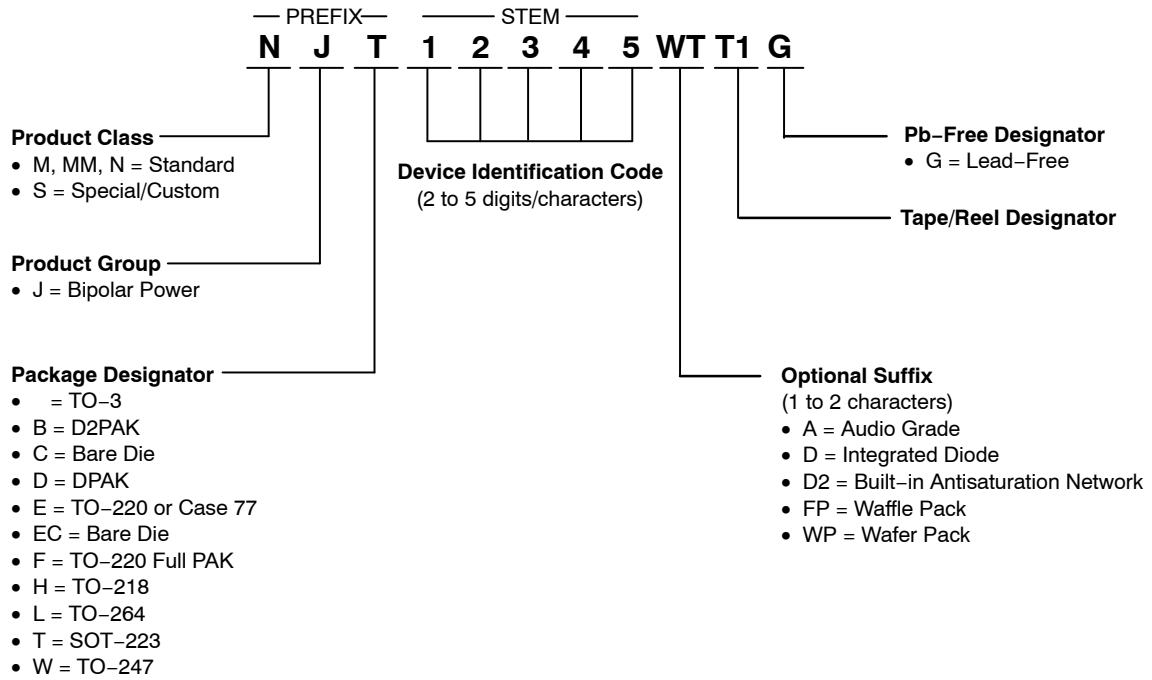 PREFIX STEM
N J T 1 2 3 4 5 WT T1 G
Product Class
• M, MM, N = Standard
• S = Special/Custom
Device Identification Code
(2 to 5 digits/characters)
Pb−Free Designator
• G = Lead−Free
Tape/Reel Designator
Product Group
• J = Bipolar Power
Package Designator
• = TO−3
• B = D2PAK
• C = Bare Die
• D = DPAK
• E = TO−220 or Case 77
• EC = Bare Die
• F = TO−220 Full PAK
• H = TO−218
• L = TO−264
• T = SOT−223
• W = TO−247
Optional Suffix
(1 to 2 characters)
• A = Audio Grade
• D = Integrated Diode
• D2 = Built−in Antisaturation Network
• FP = Waffle Pack
• WP = Wafer Pack